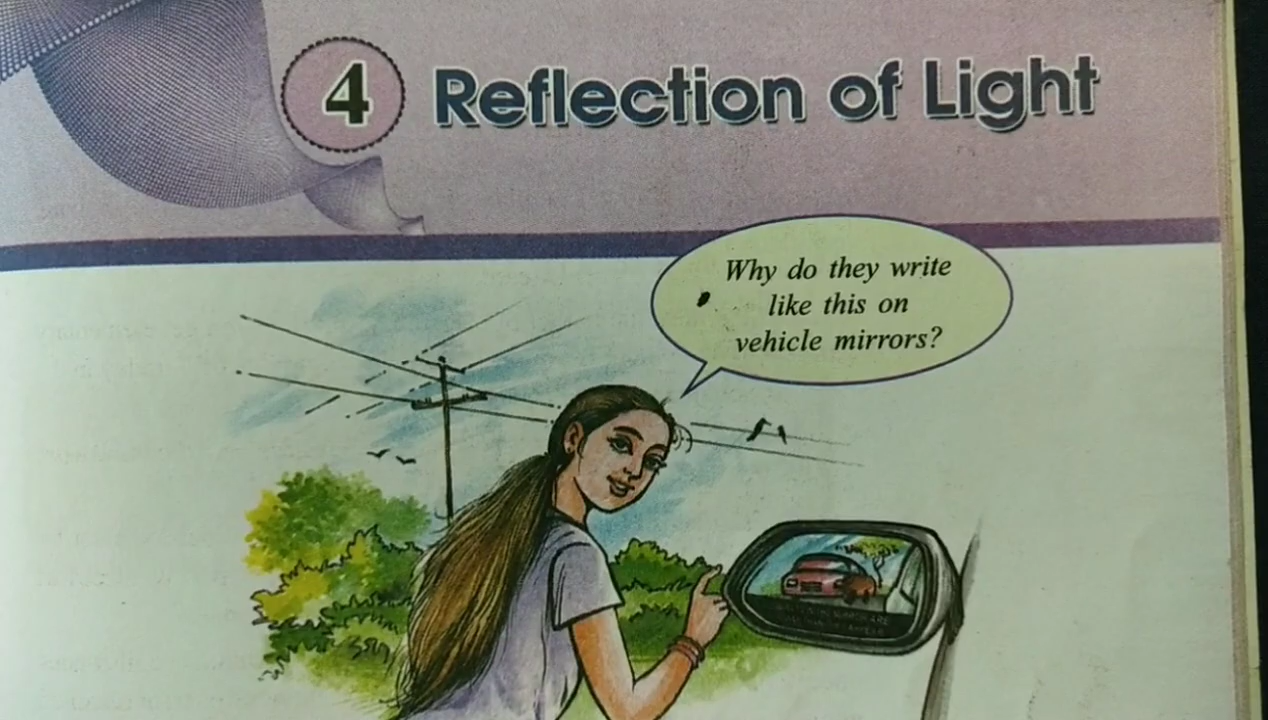 4 Reflection of Light
Why do they write
like this on
vehicle mirrors?